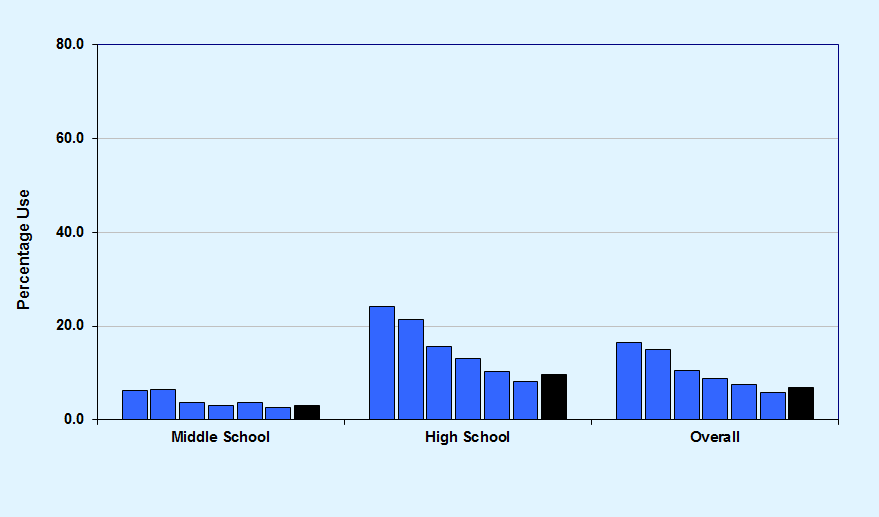 80.0
60.0
40.0
20.0
0.0
Percentage Use
Middle School
High School
Overall